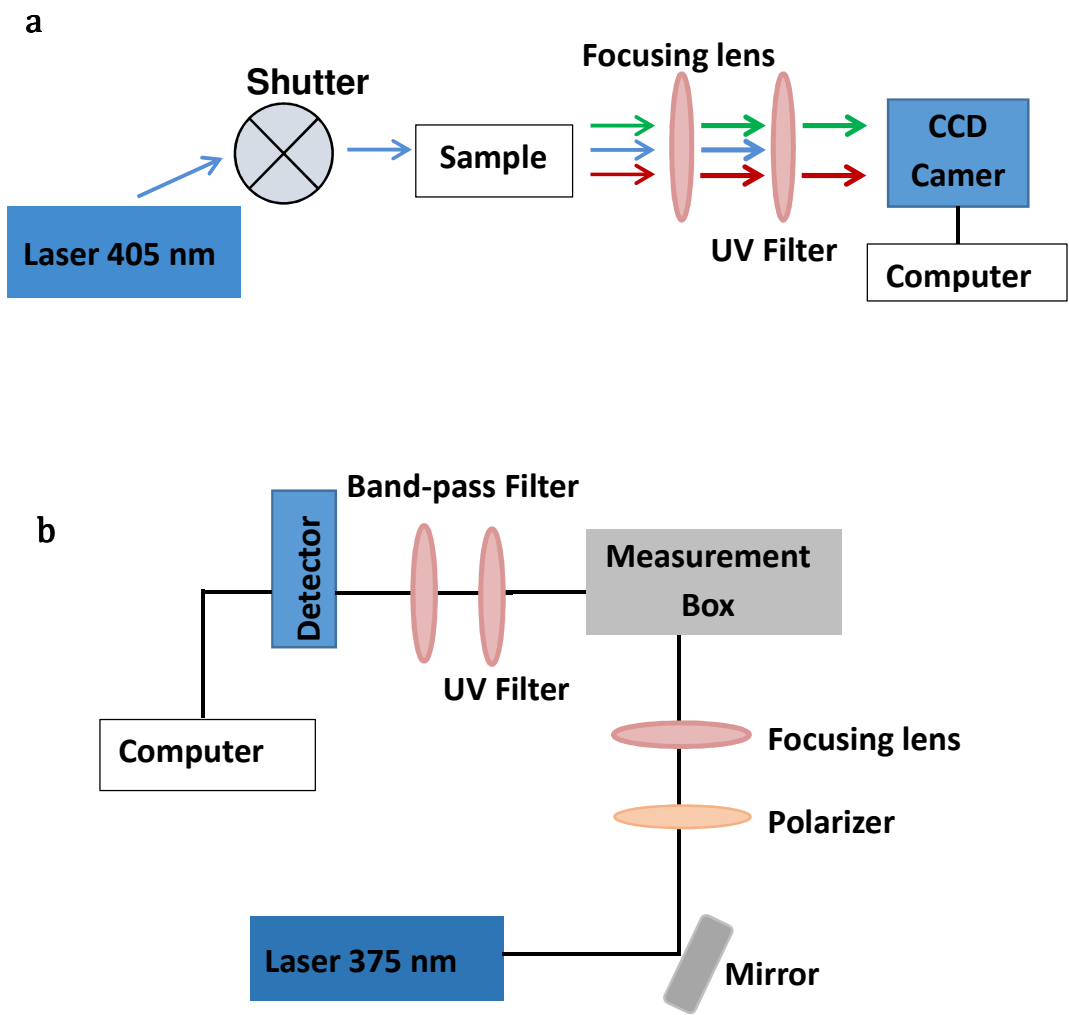 a
Focusing lens
Shutter
CCD
Camer
Sample
UV Filter
Laser 405 nm
Computer
Band-pass Filter
b
Detector
Measurement
Box
UV Filter
Computer
Focusing lens
Polarizer
Laser 375 nm
Mirror